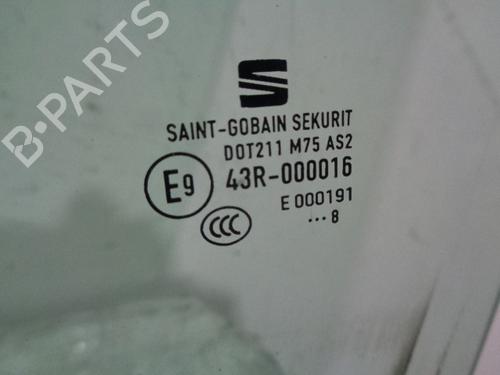 B-PARTS
SAINT-GOBAIN SEKURIT
DOT211 M75 AS2
E9 43R-000016
E 000191
CCC
... 8